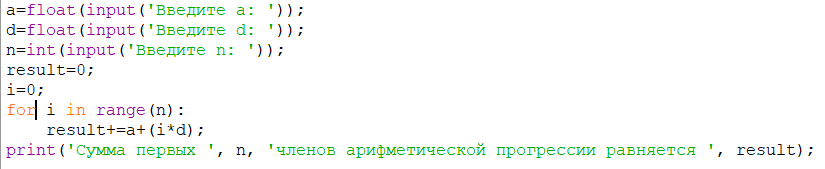 a=float(input('Введите a: '));
d=float(input('Введите d: '));
n=int(input('Введите n: '));
result=0;
i=0;
for i in range(n):
    result+=a+(i*d);
print('Сумма первых ', n, 'членов арифметической прогрессии равняется ', result);